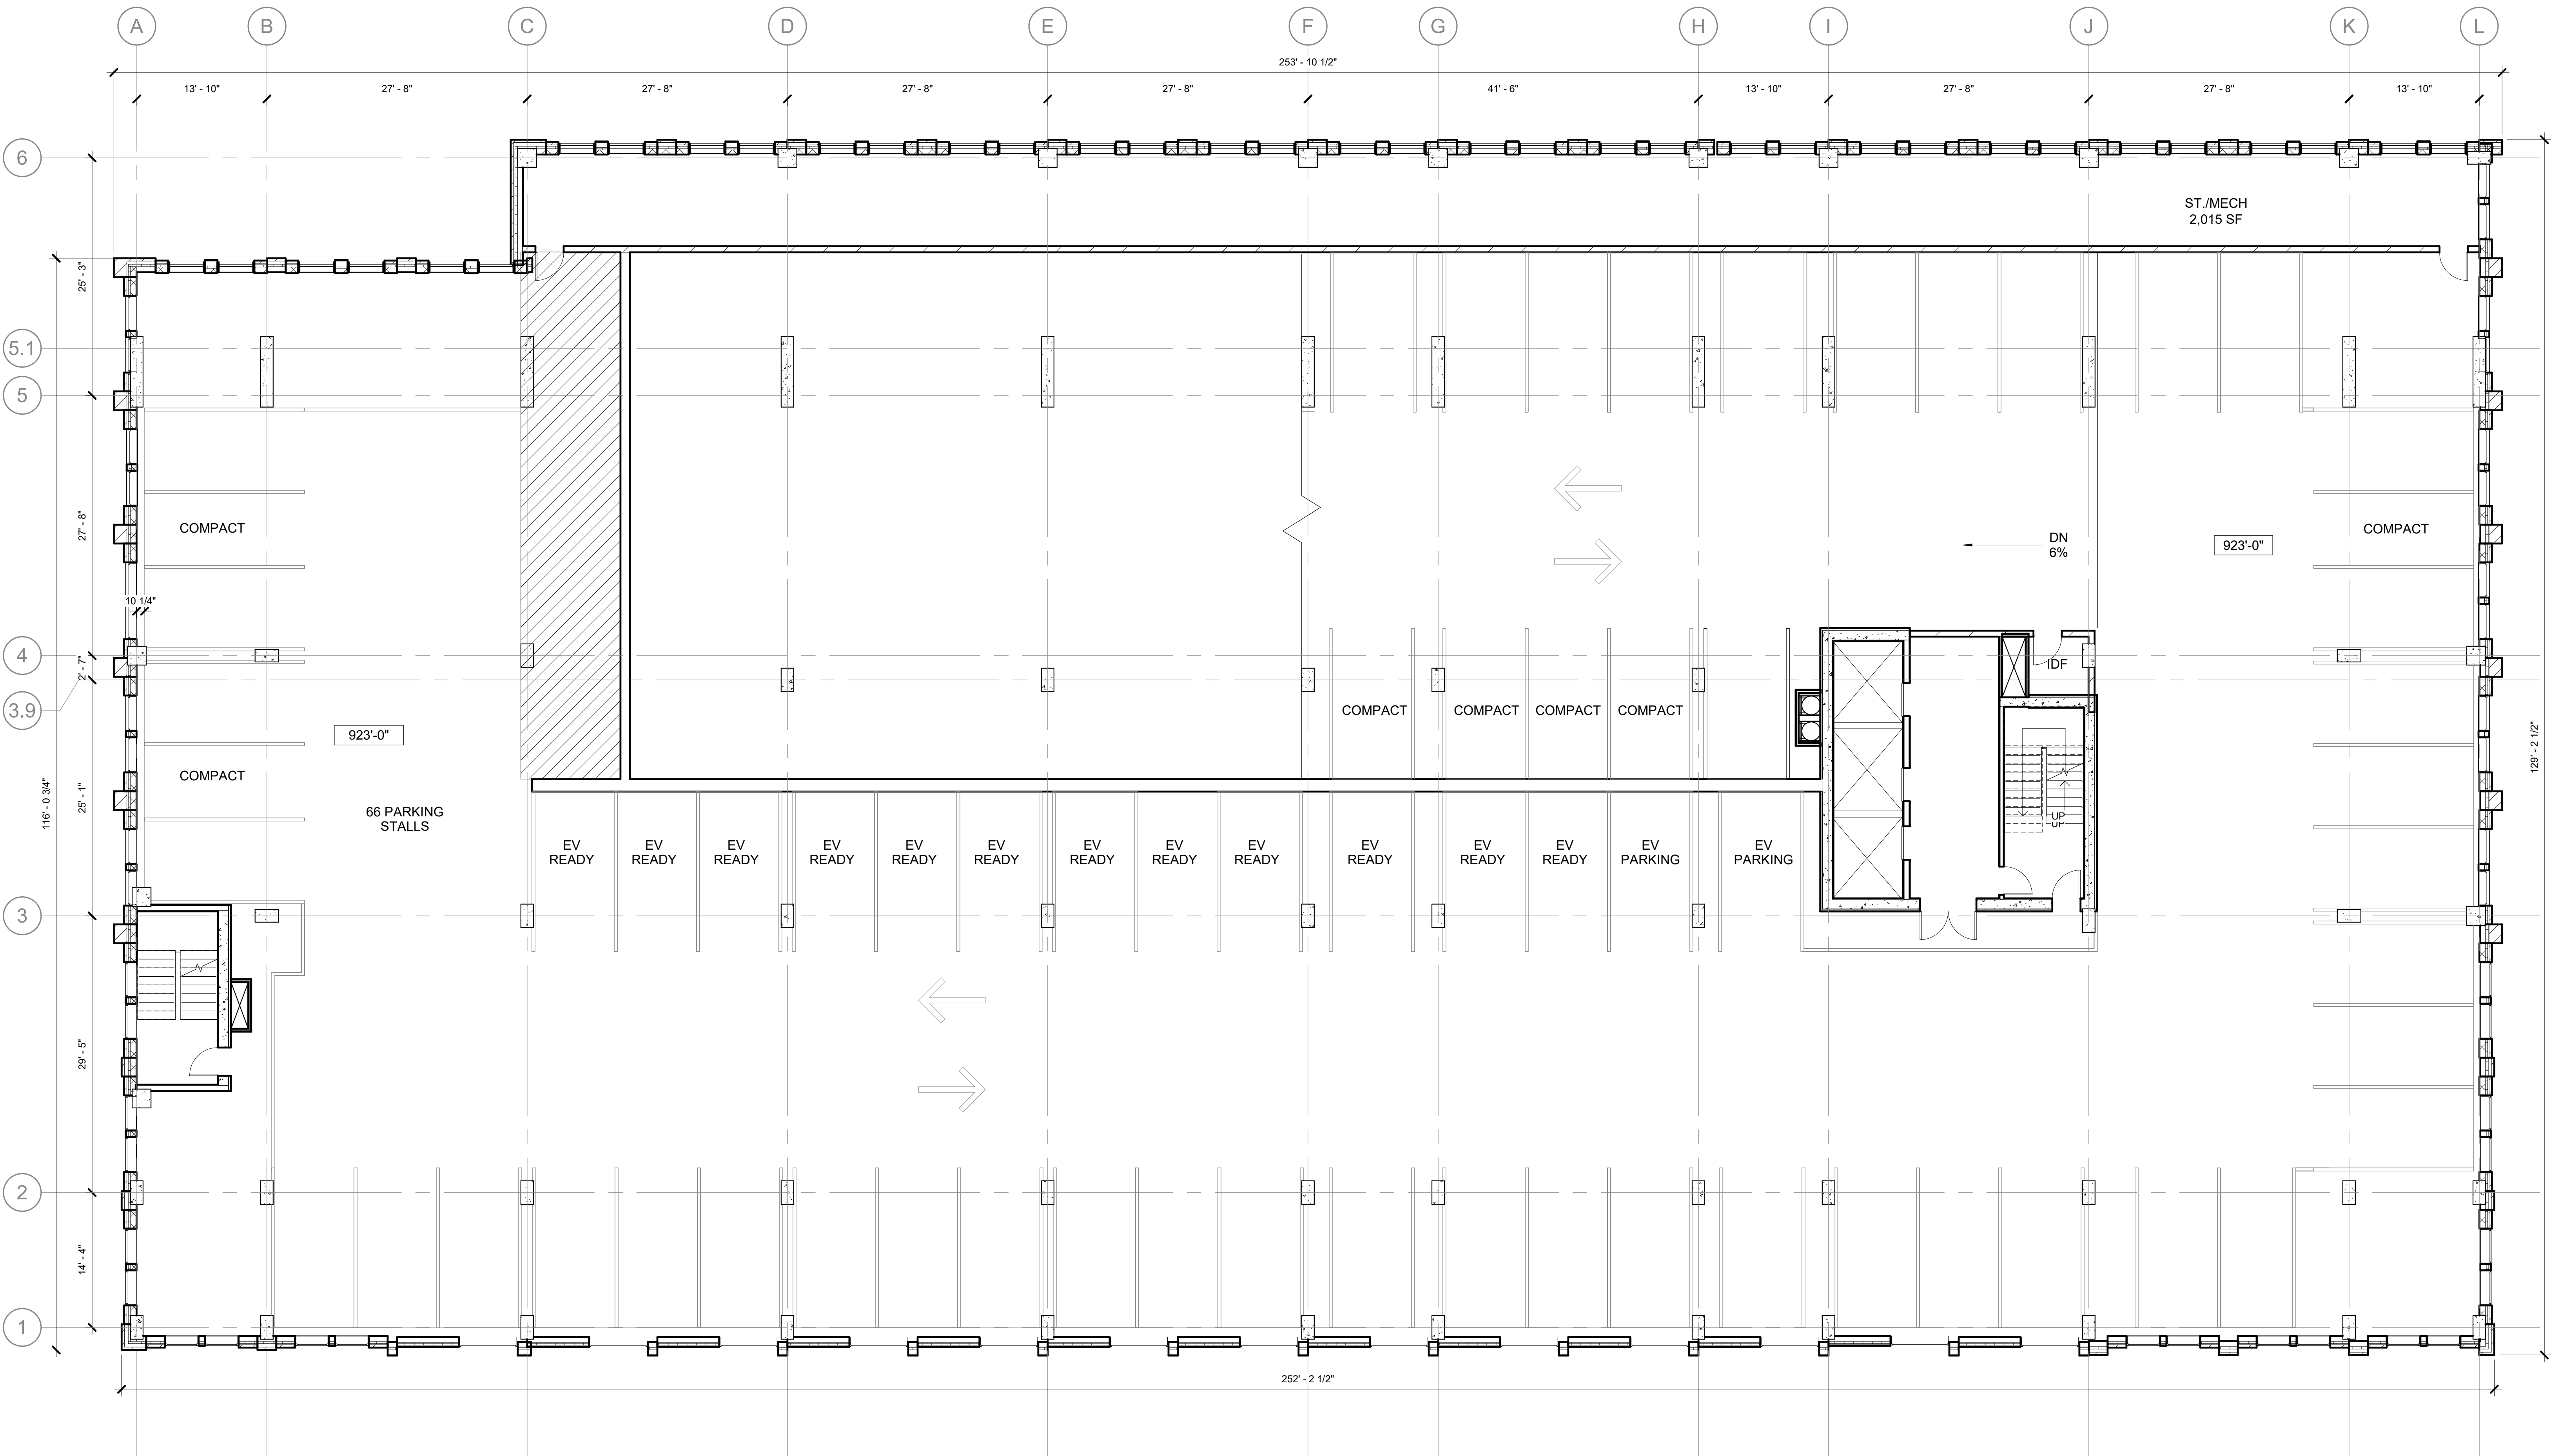 A B C D E F G H I J K L
253' - 10 1/2"
13' - 10" 27' - 8" 27' - 8" 27' - 8" 27' - 8" 41' - 6" 13' - 10" 27' - 8" 27' - 8" 13' - 10"
6
ST./MECH
2,015 SF
25' - 3"
5.1
5
27' - 8"
COMPACT
COMPACT
DN
6%
923'-0"
10 1/4"
4
2' - 7"
IDF
3.9
COMPACT COMPACT COMPACT COMPACT
923'-0"
129' - 2 1/2"
COMPACT
116' - 0 3/4"
25' - 1"
66 PARKING
STALLS
UP
UP
EV EV EV EV EV EV EV EV EV EV EV EV EV EV
READY READY READY READY READY READY READY READY READY READY READY READY PARKING PARKING
3
29' - 5"
2
14' - 4"
1
252' - 2 1/2"